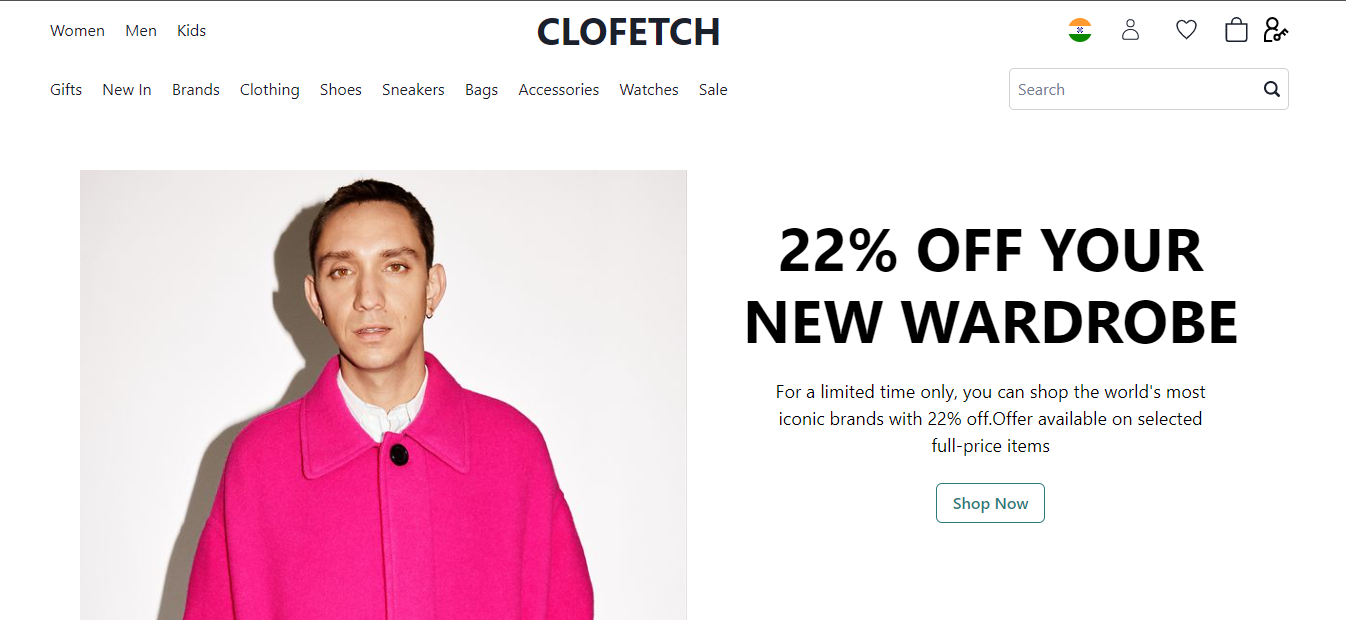 Women Men Kids
CLOFETCH
Gifts New In Brands Clothing Shoes Sneakers Bags Accessories Watches Sale
Search
22% OFF YOUR
NEW WARDROBE
For a limited time only, you can shop the world's most
iconic brands with 22% off.Offer available on selected
full-price items
Shop Now